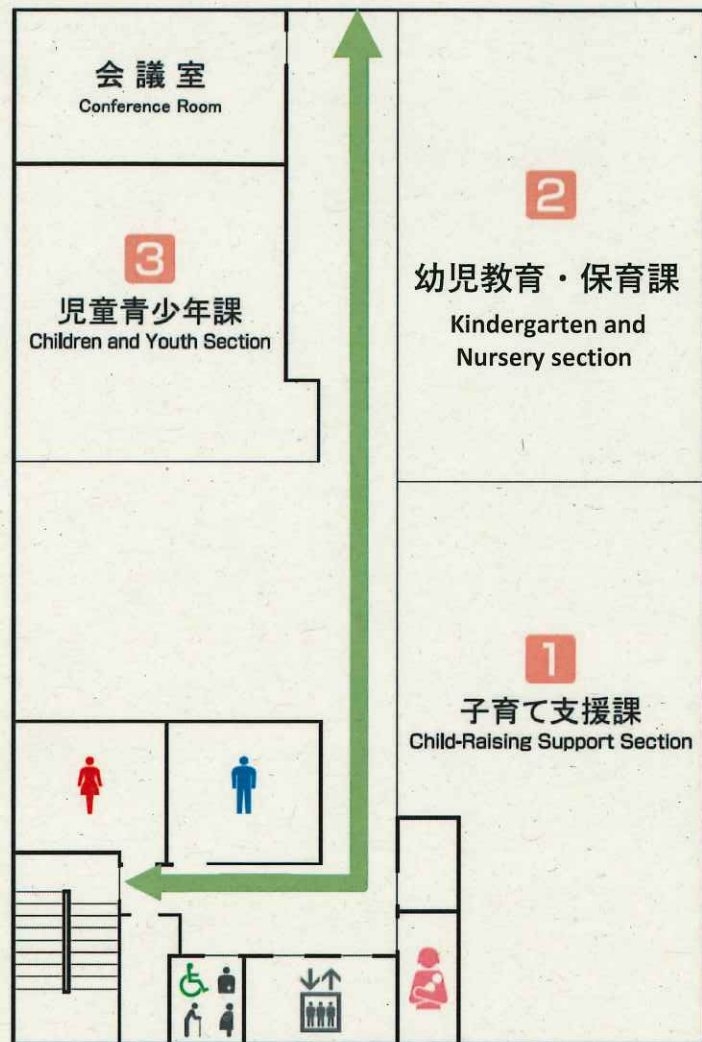 会議室
Conference Room
3
児童青少年課
Children and Youth Section
2
幼児教育・保育課
Kindergarten and
Nursery section
1
子育て支援課
Child-Raising Support Section